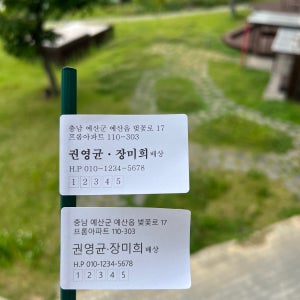 충남 예산군 예산읍 벚꽃로 17
프롬아파트 110-303
권영균 · 장미희 배상
H.P 010-1234-5678
1 2 3 4 5
충남 예산군 예산읍 벚꽃로 17
프롬아파트 110-303
권영균·장미희 배상
H.P 010-1234-5678
1 2 3 4 5